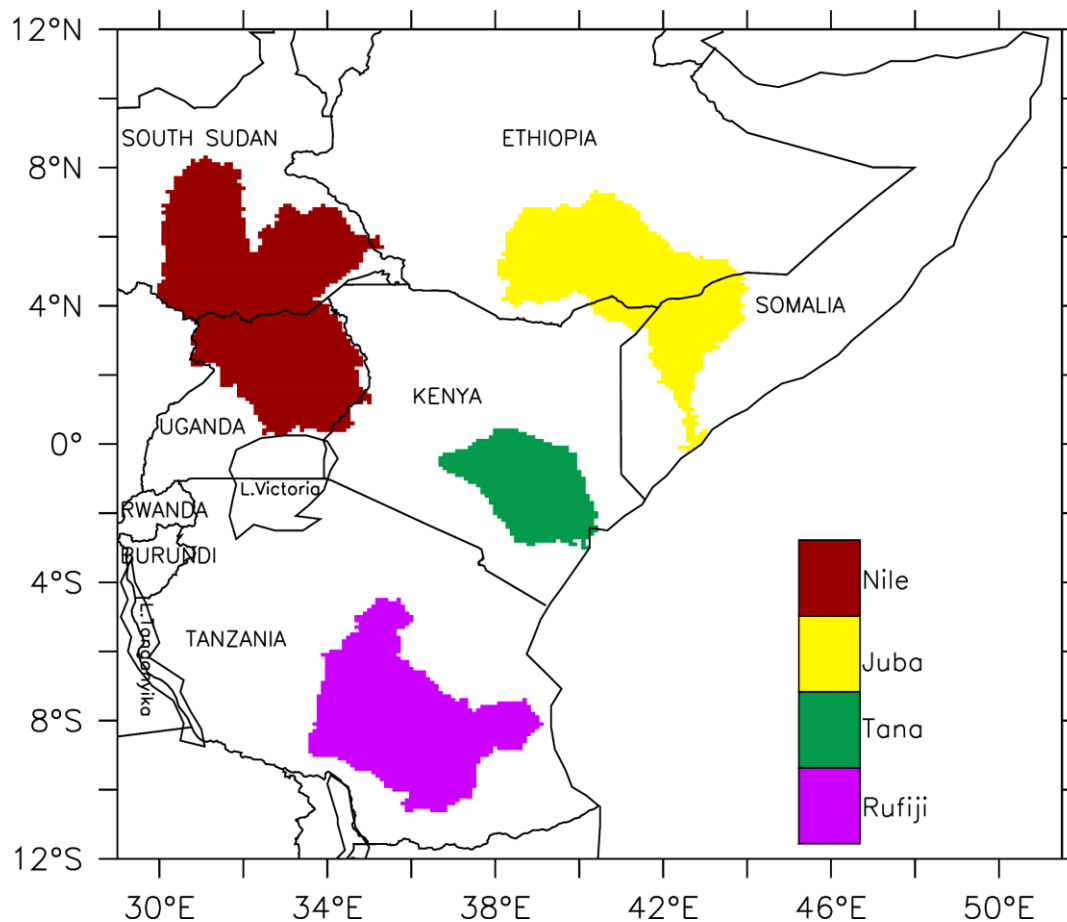 12°N
SOUTH SUDAN
ETHIOPIA
8°N
4°N
SOMALIA
KENYA
UGANDA
0°
L.Victoria
RWANDA
BURUNDI
4°S
Nile
L.Tanganyika
TANZANIA
Juba
8°S
Tana
Rufiji
12°S
30°E
34°E
38°E
42°E
46°E
50°E